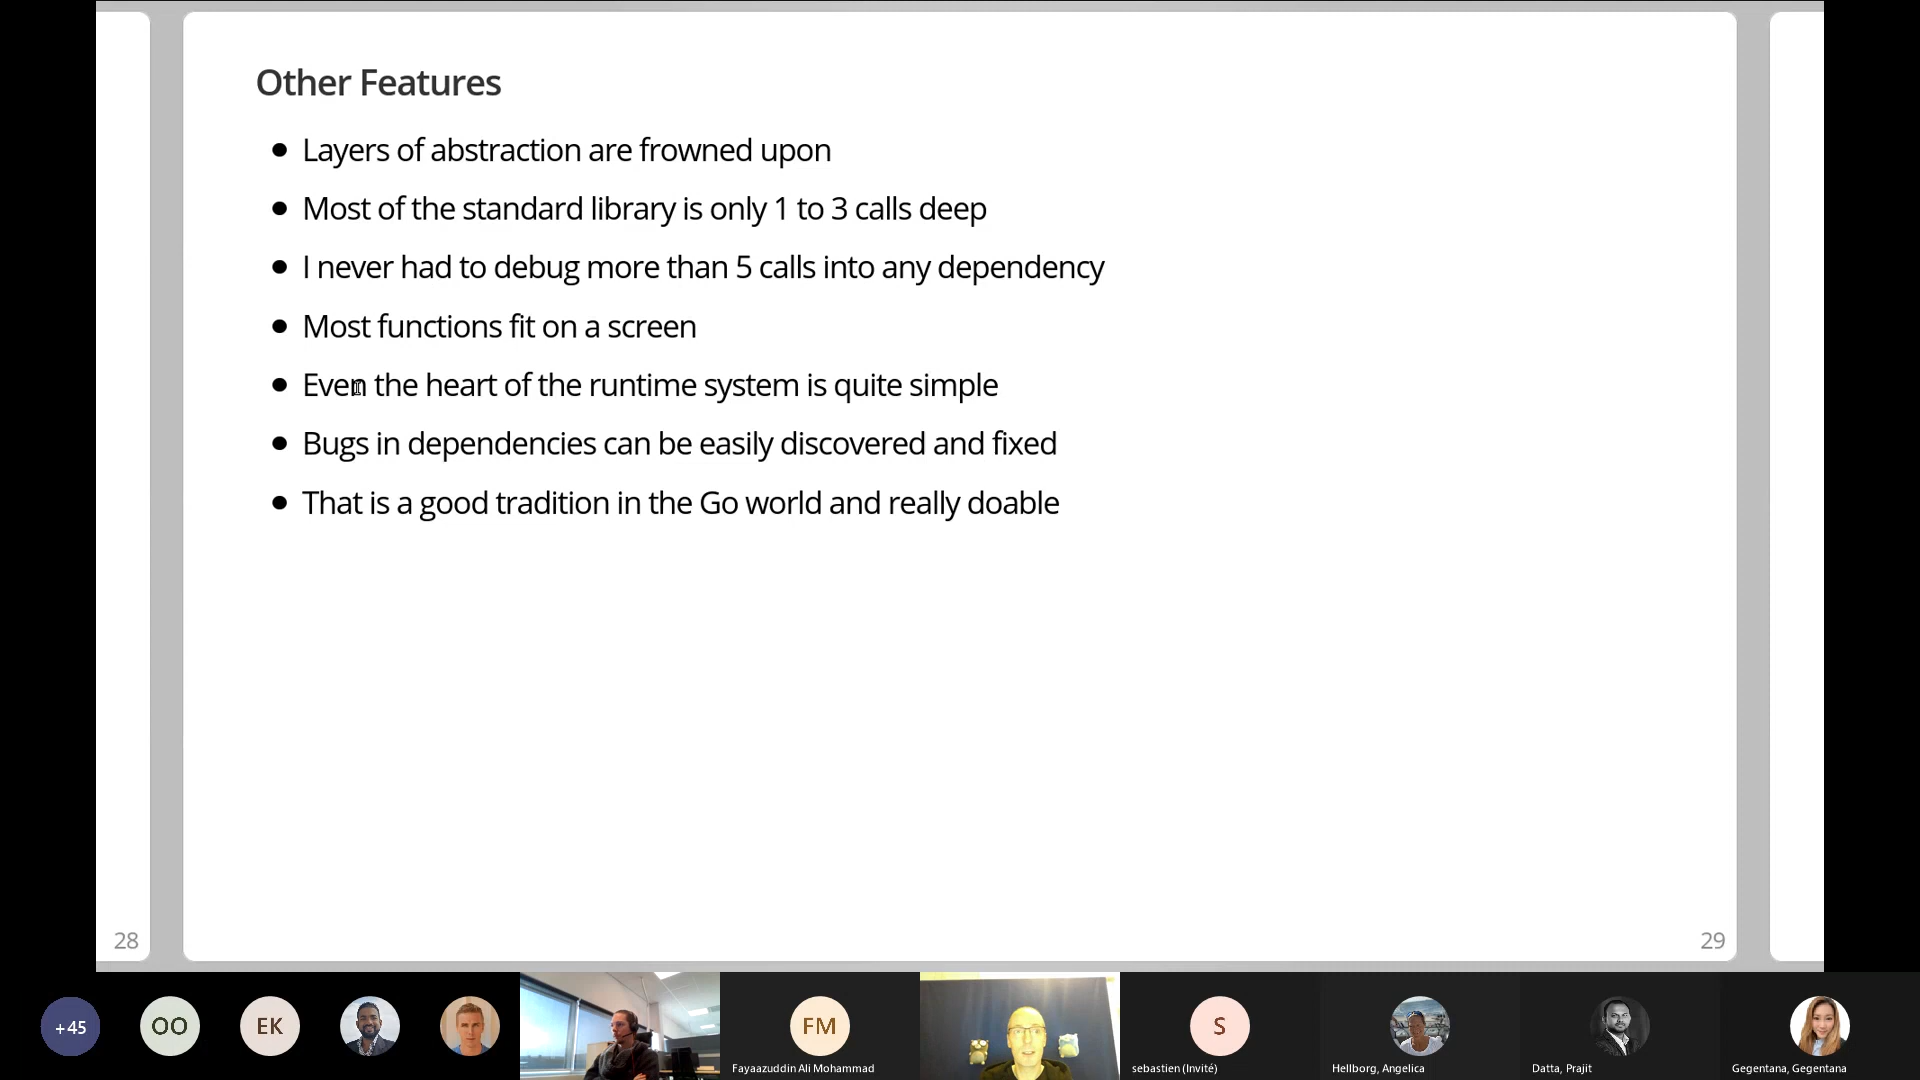 Other Features
Layers of abstraction are frowned upon
Most of the standard library is only 1 to 3 calls deep
I never had to debug more than 5 calls into any dependency
Most functions fit on a screen
Even the heart of the runtime system is quite simple
Bugs in dependencies can be easily discovered and fixed
That is a good tradition in the Go world and really doable
28
29
+45
OO
EK
FM
S
Fayaazuddin Ali Mohammad
sebastien (Invité)
Hellborg, Angelica
Datta, Prajit
Gegentana, Gegentana